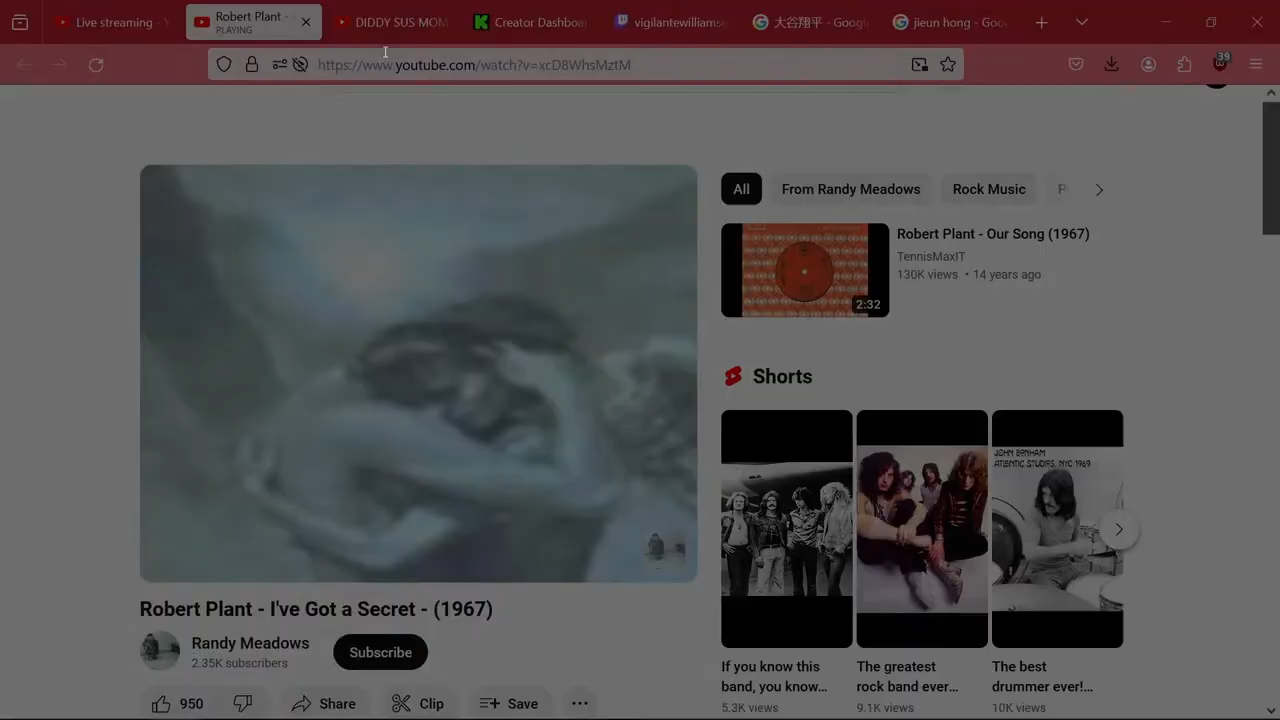 Live streaming -
Robert Plant -
PLAYING
DIDDY SUS MOM
Creator Dashboa
vigilantewilliams
大谷翔平 - Goog
jieun hong - Goo
https://www.youtube.com/watch?v=xcD8WhsMztM
39
All
From Randy Meadows
Rock Music
P
Robert Plant - Our Song (1967)
TennisMaxIT
130K views • 14 years ago
2:32
Shorts
JOHN BONHAM
ATLANTIC STUDIOS, NYC 1969
Robert Plant - I've Got a Secret - (1967)
Randy Meadows
2.35K subscribers
Subscribe
If you know this
band, you know...
5.3K views
The greatest
rock band ever...
9.1K views
The best
drummer ever!...
10K views
950
Share
Clip
Save